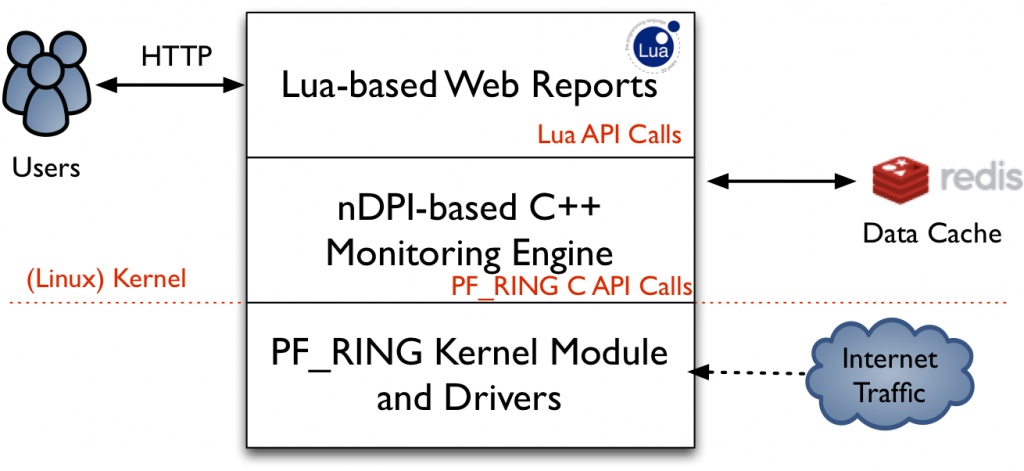 HTTP
Users
Lua
Lua-based Web Reports
Lua API Calls
nDPI-based C++
Monitoring Engine
PF_RING C API Calls
redis
Data Cache
(Linux) Kernel
PF_RING Kernel Module
and Drivers
Internet
Traffic